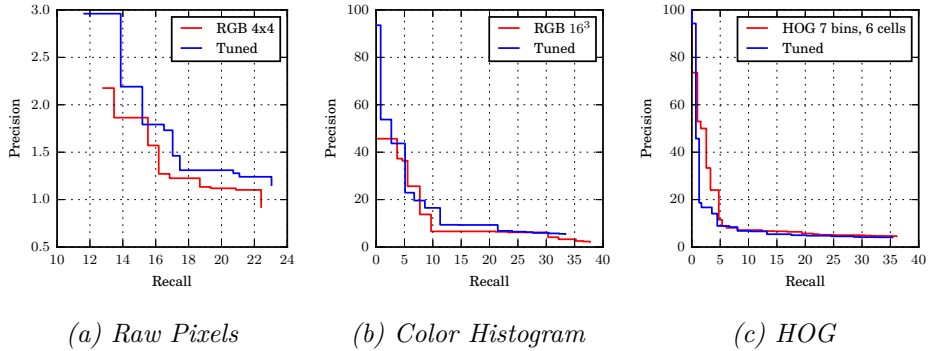 3.0
2.5
2.0
1.5
1.0
0.5
Precision
10 12 14 16 18 20 22 24
Recall
RGB 4x4
Tuned
(a) Raw Pixels
100
80
60
40
20
0
Precision
0 5 10 15 20 25 30 35 40
Recall
RGB 16³
Tuned
(b) Color Histogram
100
80
60
40
20
0
Precision
0 5 10 15 20 25 30 35 40
Recall
HOG 7 bins, 6 cells
Tuned
(c) HOG